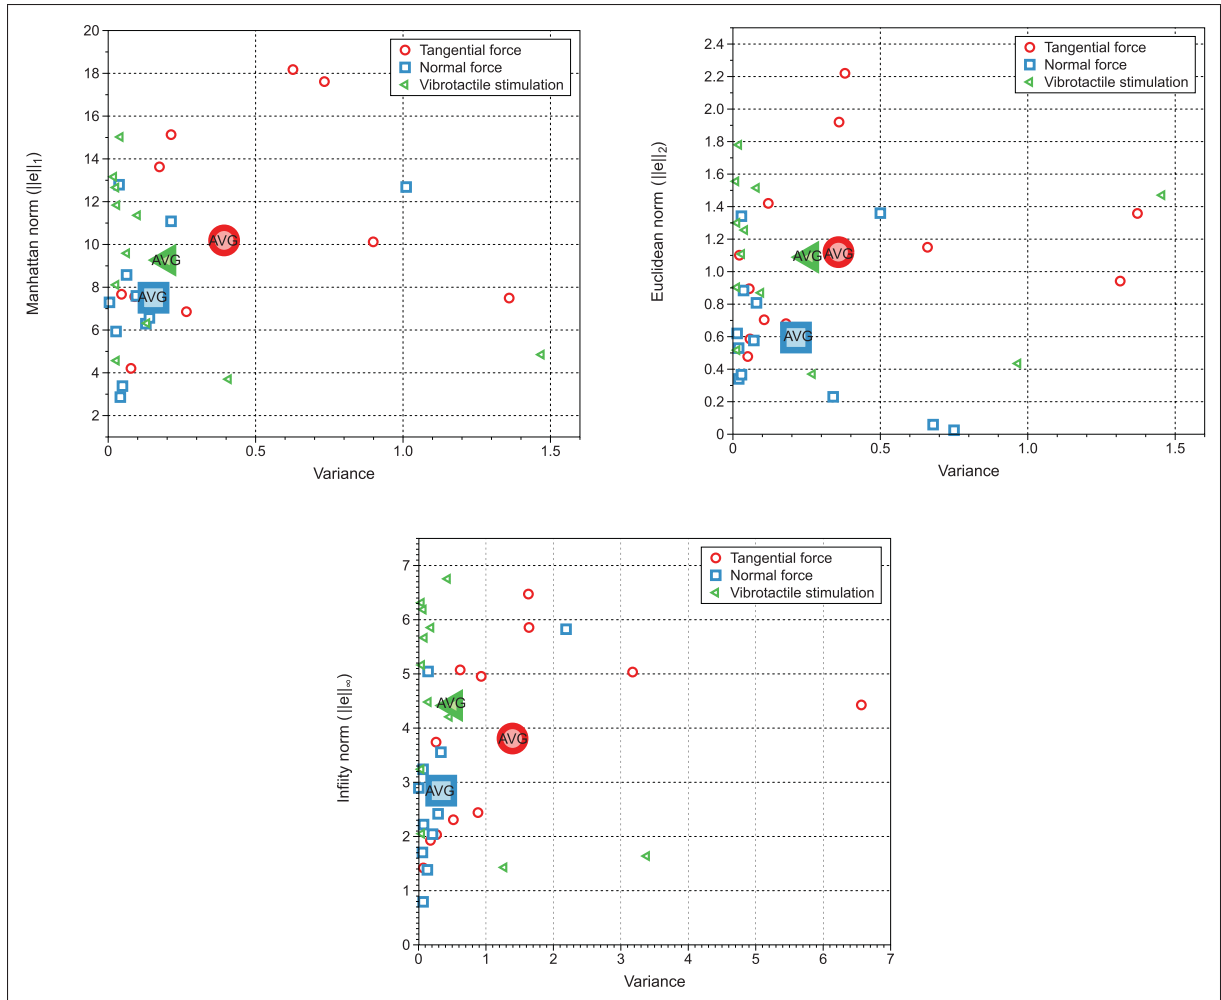 20
18
16
14
12
10
8
6
4
2
0
0.5
1.0
1.5
Manhattan norm (||e||1)
Variance
Tangential force
Normal force
Vibrotactile stimulation
AVG
AVG
AVG
2.4
2.2
2.0
1.8
1.6
1.4
1.2
1.0
0.8
0.6
0.4
0.2
0
0
0.5
1.0
1.5
Euclidean norm (||e||2)
Variance
Tangential force
Normal force
Vibrotactile stimulation
AVG
AVG
AVG
7
6
5
4
3
2
1
0
0
1
2
3
4
5
6
7
Infiity norm (||e||∞)
Variance
Tangential force
Normal force
Vibrotactile stimulation
AVG
AVG
AVG